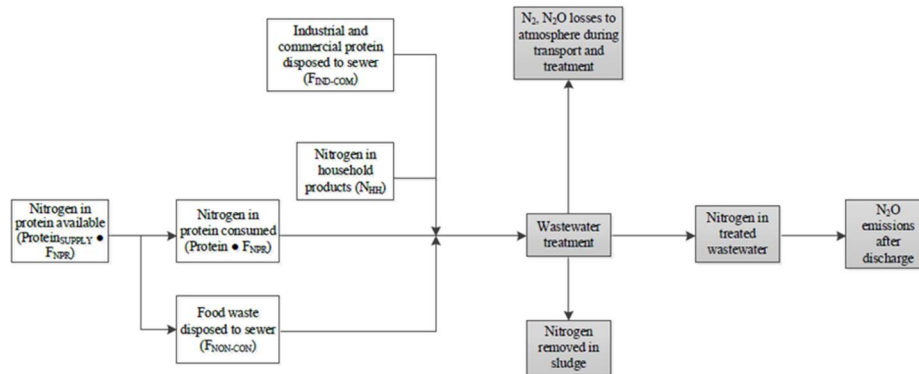 Industrial and
commercial protein
disposed to sewer
(FIND-COM)
N2, N2O losses to
atmosphere during
transport and
treatment
Nitrogen in
household
products (NHH)
Nitrogen in
protein available
(ProteinSUPPLY ●
FNPR)
Nitrogen in
protein consumed
(Protein ● FNPR)
Wastewater
treatment
Nitrogen in
treated
wastewater
N2O
emissions
after
discharge
Food waste
disposed to sewer
(FNON-CON)
Nitrogen
removed in
sludge